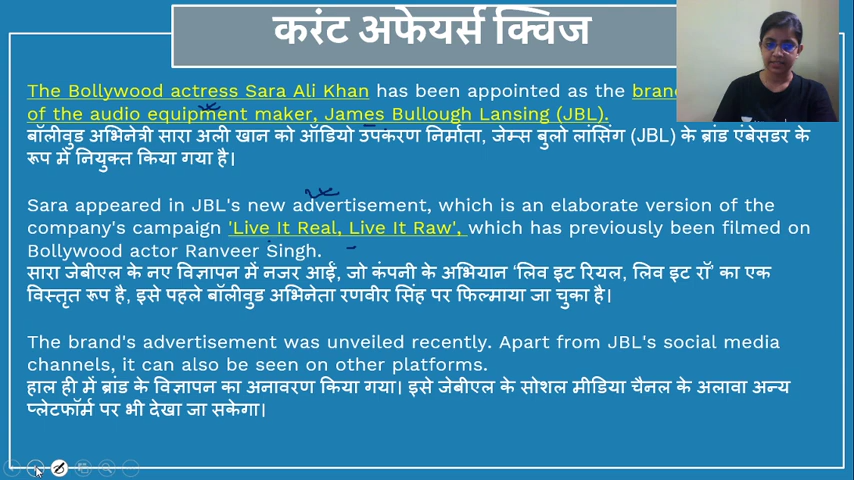 करंट अफेयर्स क्विज
The Bollywood actress Sara Ali Khan has been appointed as the
of the audio equipment maker, James Bullough Lansing (JBL).
बॉलीवुड अभिनेत्री सारा अली खान को ऑडियो उपकरण निर्माता, जेम्स बुलो लांसिंग (JBL) के ब्रांड एंबेसडर के
रूप में नियुक्त किया गया है।
Sara appeared in JBL's new advertisement, which is an elaborate version of the
company's campaign 'Live It Real, Live It Raw', which has previously been filmed on
Bollywood actor Ranveer Singh.
सारा जेबीएल के नए विज्ञापन में नजर आईं, जो कंपनी के अभियान 'लिव इट रियल, लिव इट रॉ' का एक
विस्तृत रूप है, इसे पहले बॉलीवुड अभिनेता रणवीर सिंह पर फिल्माया जा चुका है।
The brand's advertisement was unveiled recently. Apart from JBL's social media
channels, it can also be seen on other platforms.
हाल ही में ब्रांड के विज्ञापन का अनावरण किया गया। इसे जेबीएल के सोशल मीडिया चैनल के अलावा अन्य
प्लेटफॉर्म पर भी देखा जा सकेगा।